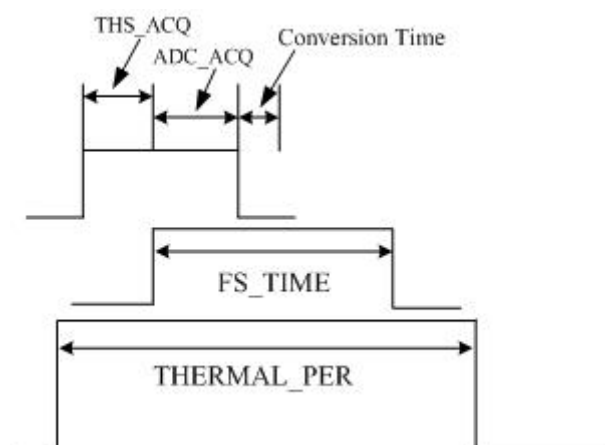 THS_ACQ
ADC_ACQ
Conversion Time
FS_TIME
THERMAL_PER